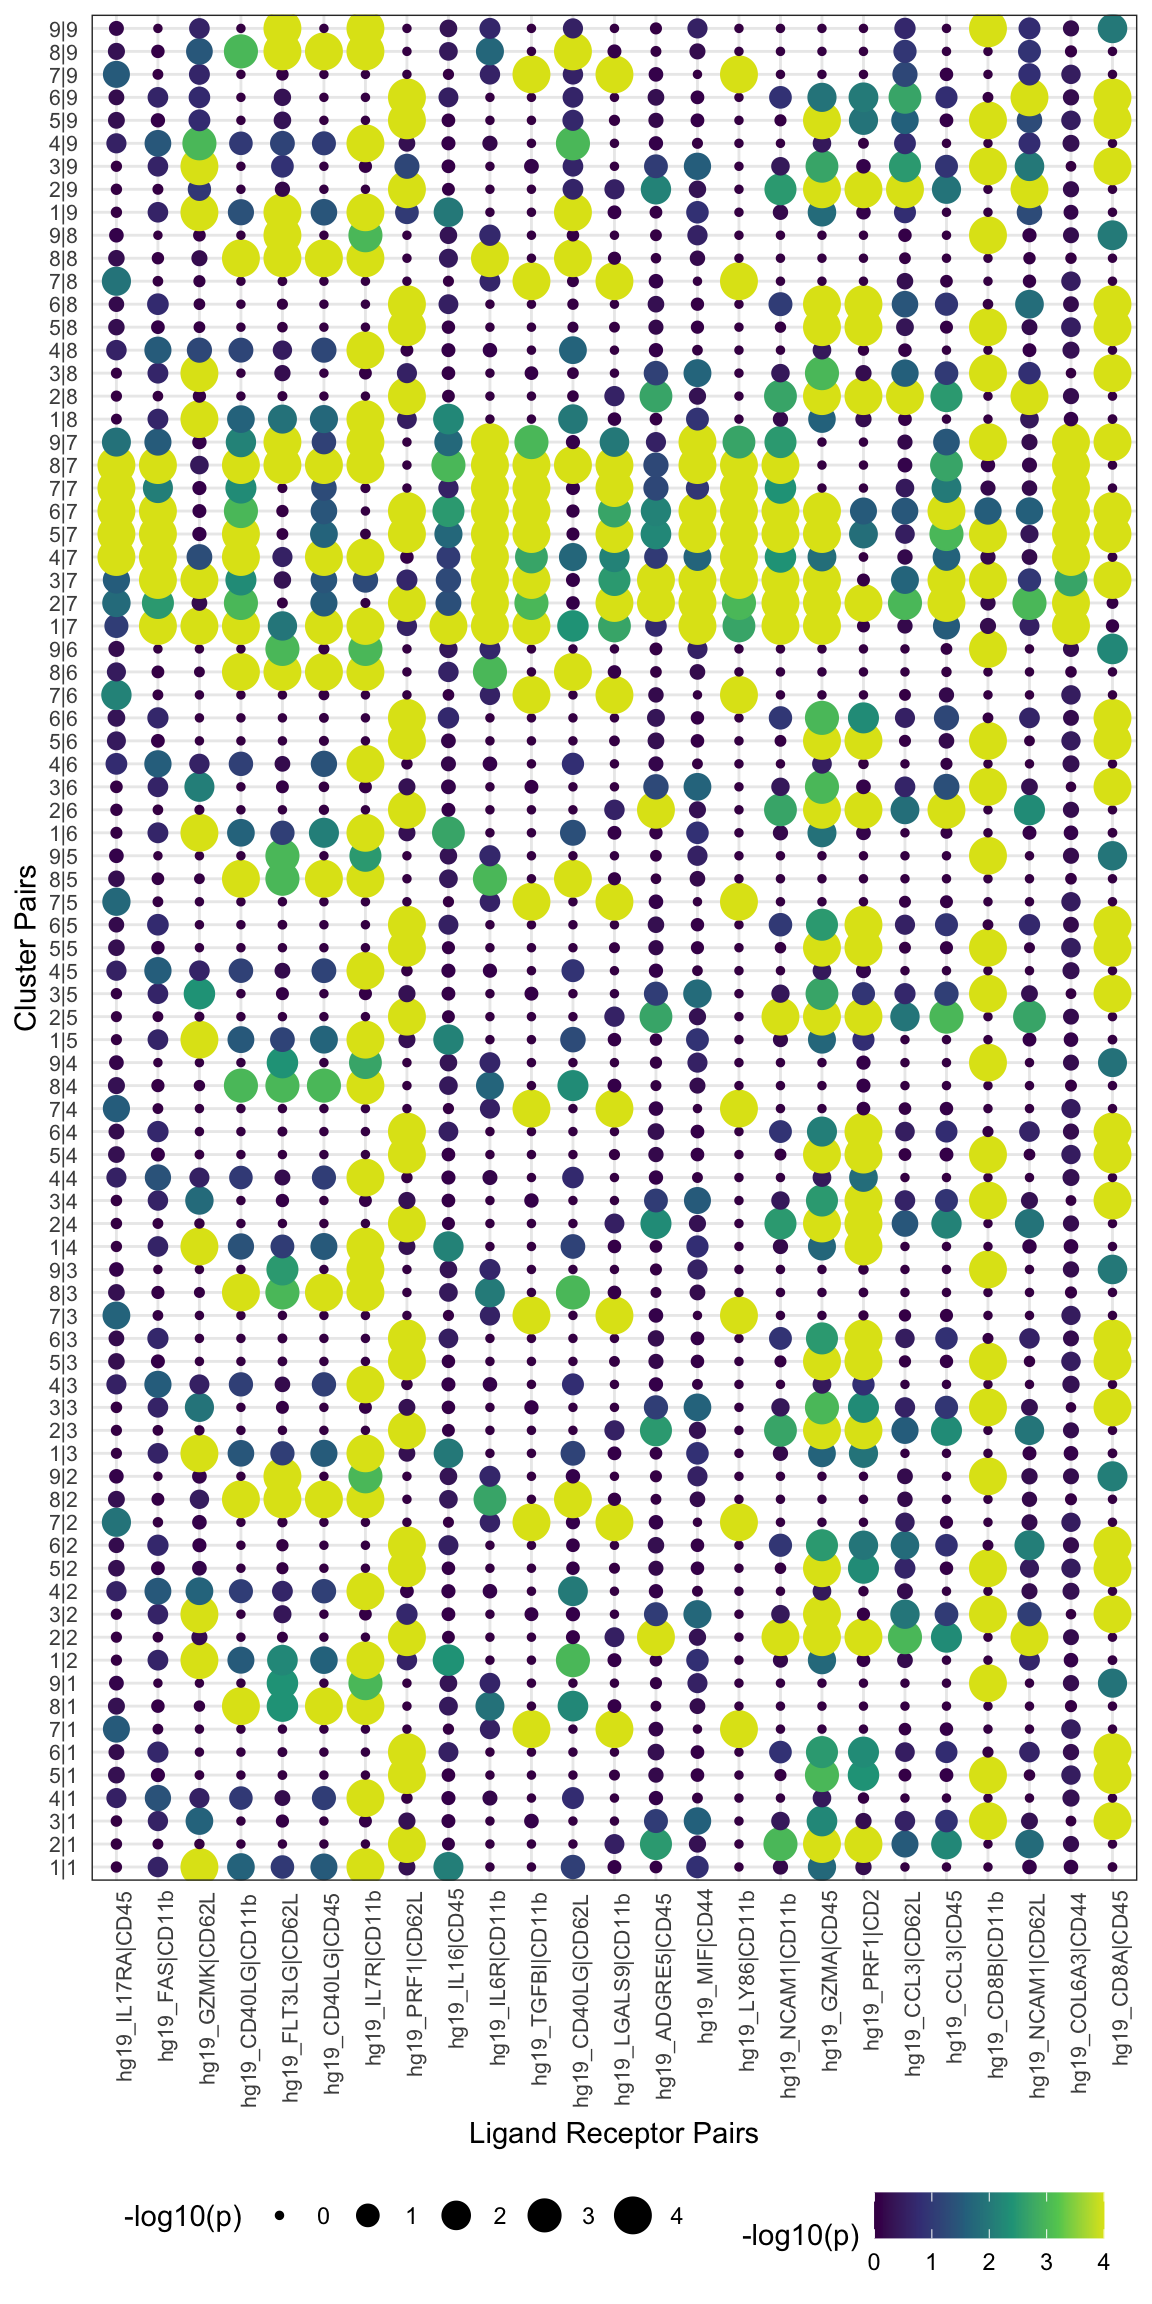 Cluster Pairs
9|9
8|9
7|9
6|9
5|9
4|9
3|9
2|9
1|9
9|8
8|8
7|8
6|8
5|8
4|8
3|8
2|8
1|8
9|7
8|7
7|7
6|7
5|7
4|7
3|7
2|7
1|7
9|6
8|6
7|6
6|6
5|6
4|6
3|6
2|6
1|6
9|5
8|5
7|5
6|5
5|5
4|5
3|5
2|5
1|5
9|4
8|4
7|4
6|4
5|4
4|4
3|4
2|4
1|4
9|3
8|3
7|3
6|3
5|3
4|3
3|3
2|3
1|3
9|2
8|2
7|2
6|2
5|2
4|2
3|2
2|2
1|2
9|1
8|1
7|1
6|1
5|1
4|1
3|1
2|1
1|1
hg19_IL17RA|CD45
hg19_FAS|CD11b
hg19_GZMK|CD62L
hg19_CD40LG|CD11b
hg19_FLT3LG|CD62L
hg19_CD40LG|CD45
hg19_IL7R|CD11b
hg19_PRF1|CD62L
hg19_IL16|CD45
hg19_IL6R|CD11b
hg19_TGFBI|CD11b
hg19_CD40LG|CD62L
hg19_LGALS9|CD11b
hg19_ADGRE5|CD45
hg19_MIF|CD44
hg19_LY86|CD11b
hg19_NCAM1|CD11b
hg19_GZMA|CD45
hg19_PRF1|CD2
hg19_CCL3|CD62L
hg19_CCL3|CD45
hg19_CD8B|CD11b
hg19_NCAM1|CD62L
hg19_COL6A3|CD44
hg19_CD8A|CD45
Ligand Receptor Pairs
-log10(p) 0 1 2 3 4
-log10(p)
0 1 2 3 4